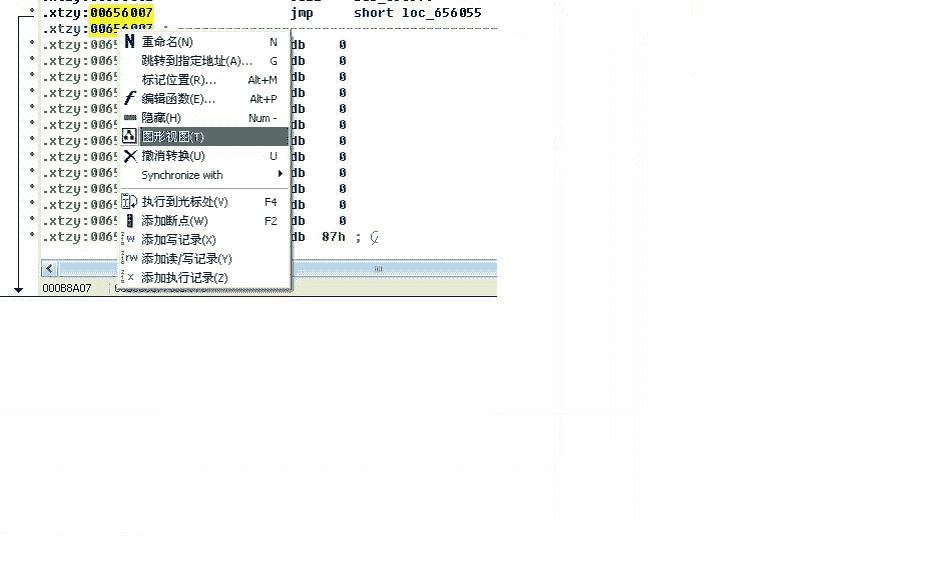 .xtzy:00656007 jmp short loc_656055
.xtzy:00656007
.xtzy:0065 db 0
重命名(N) N
.xtzy:0065 db 0
跳转到指定地址(A)... G
.xtzy:0065 db 0
标记位置(R)... Alt+M
.xtzy:0065 db 0
编辑函数(E)... Alt+P
.xtzy:0065 db 0
隐藏(H) Num -
.xtzy:0065 db 0
图形视图(T)
.xtzy:0065 db 0
撤消转换(U) U
.xtzy:0065 db 0
Synchronize with
.xtzy:0065 db 0
.xtzy:0065 db 0
执行到光标处(V) F4
.xtzy:0065 db 0
添加断点(W) F2
.xtzy:0065 db 0
添加写记录(X)
.xtzy:0065 db 87h ;
添加读/写记录(Y)
添加执行记录(Z)
000B8A07